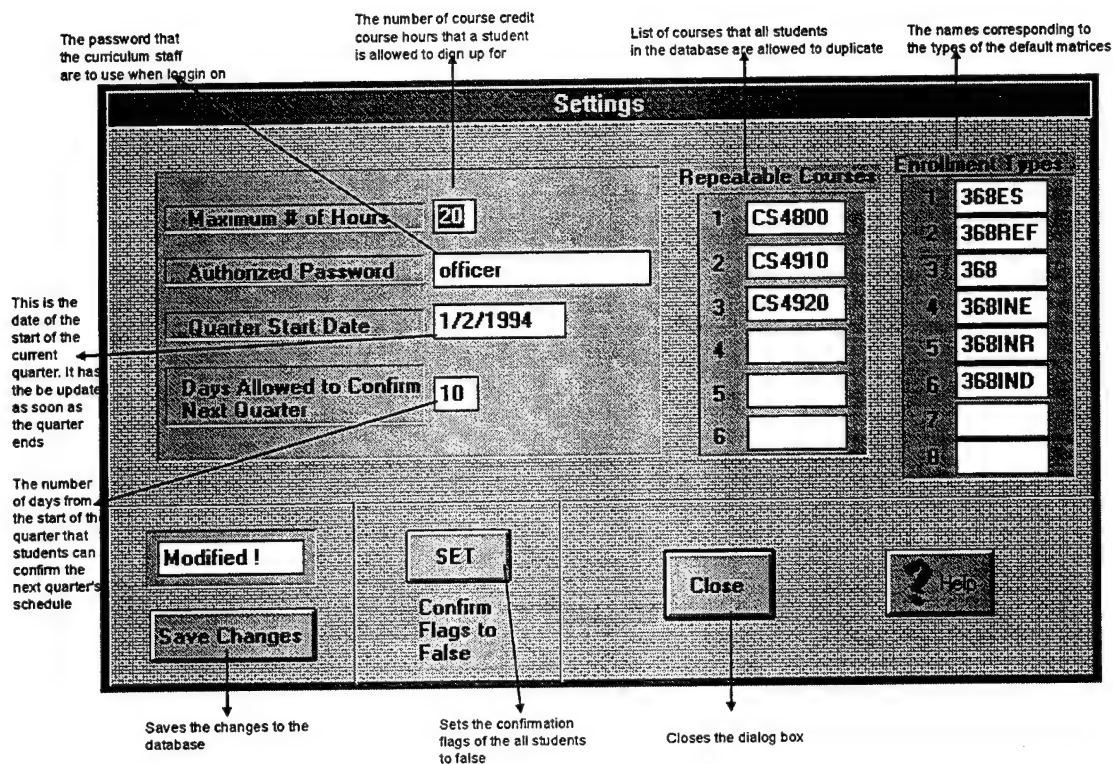 The password that
the curriculum staff
are to use when loggin on
The number of course credit
course hours that a student
is allowed to dign up for
List of courses that all students
in the database are allowed to duplicate
The names corresponding to
the types of the default matrices
Settings
Maximum # of Hours
20
Authorized Password
officer
Quarter Start Date
1/2/1994
Days Allowed to Confirm
Next Quarter
10
Repeatable Courses
1 CS4800
2 CS4910
3 CS4920
4
5
6
Enrollment Types
1 368ES
2 368REF
3 368
4 368INE
5 368INR
6 368IND
7
8
This is the
date of the
start of the
current
quarter. It has
the be update
as soon as
the quarter
ends
The number
of days from
the start of the
quarter that
students can
confirm the
next quarter's
schedule
Modified !
Save Changes
SET
Confirm
Flags to
False
Close
Help
Saves the changes to the
database
Sets the confirmation
flags of the all students
to false
Closes the dialog box